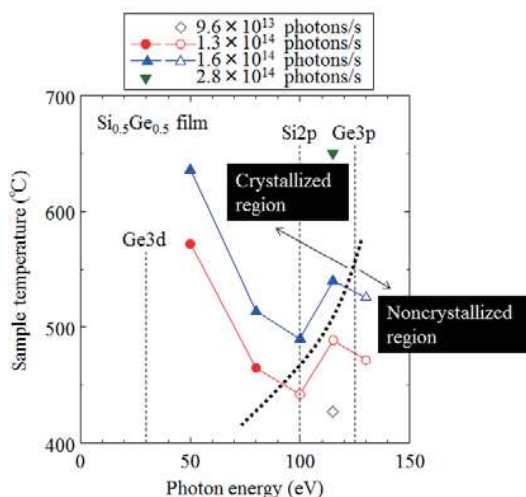 9.6×10¹³ photons/s
1.3×10¹⁴ photons/s
1.6×10¹⁴ photons/s
2.8×10¹⁴ photons/s
700
Si₀.₅Ge₀.₅ film
Si2p
Ge3p
Crystallized
region
600
Sample temperature (℃)
Ge3d
Noncrystallized
region
500
400
0
50
100
150
Photon energy (eV)